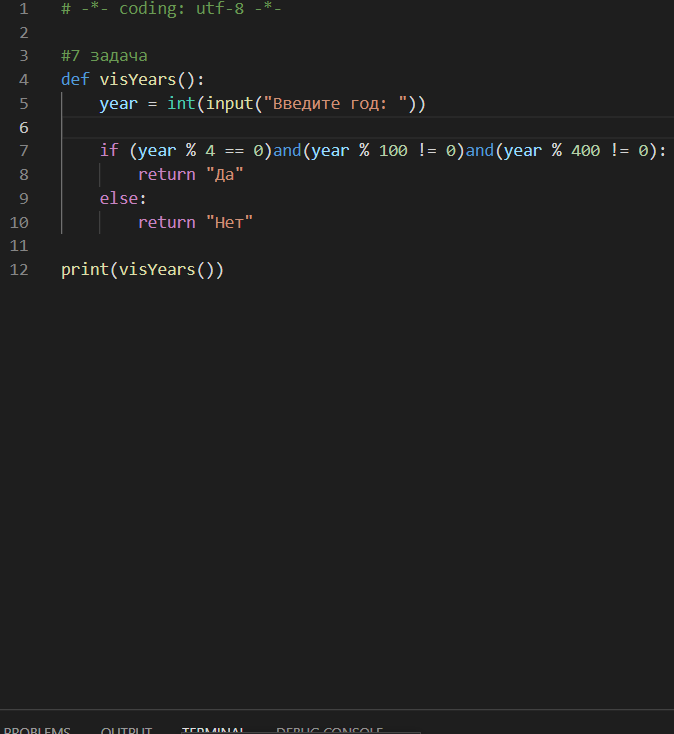 1 # -*- coding: utf-8 -*-
2
3 #7 задача
4 def visYears():
5     year = int(input("Введите год: "))
6
7     if (year % 4 == 0)and(year % 100 != 0)and(year % 400 != 0):
8         return "Да"
9     else:
10         return "Нет"
11
12 print(visYears())
PROBLEMS OUTPUT TERMINAL DEBUG CONSOLE